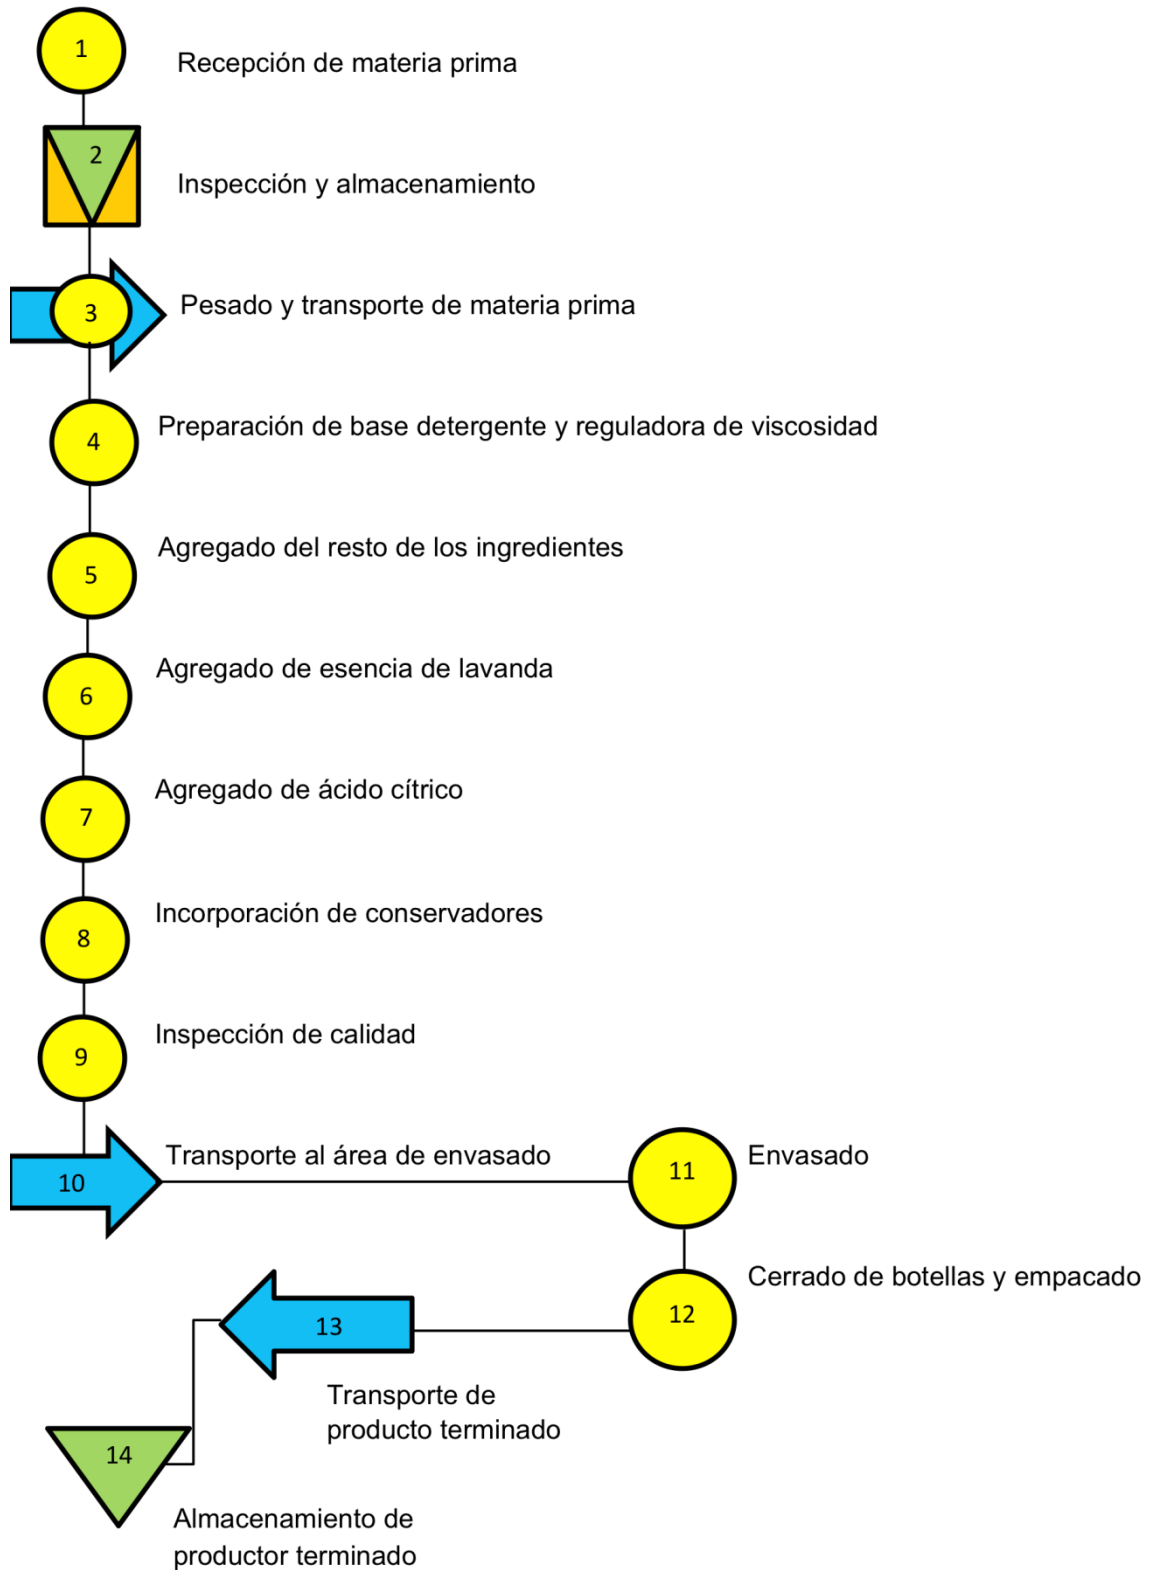 1
Recepción de materia prima
2
Inspección y almacenamiento
3
Pesado y transporte de materia prima
4
Preparación de base detergente y reguladora de viscosidad
5
Agregado del resto de los ingredientes
6
Agregado de esencia de lavanda
7
Agregado de ácido cítrico
8
Incorporación de conservadores
9
Inspección de calidad
10
Transporte al área de envasado
11
Envasado
12
Cerrado de botellas y empacado
13
Transporte de
producto terminado
14
Almacenamiento de
productor terminado